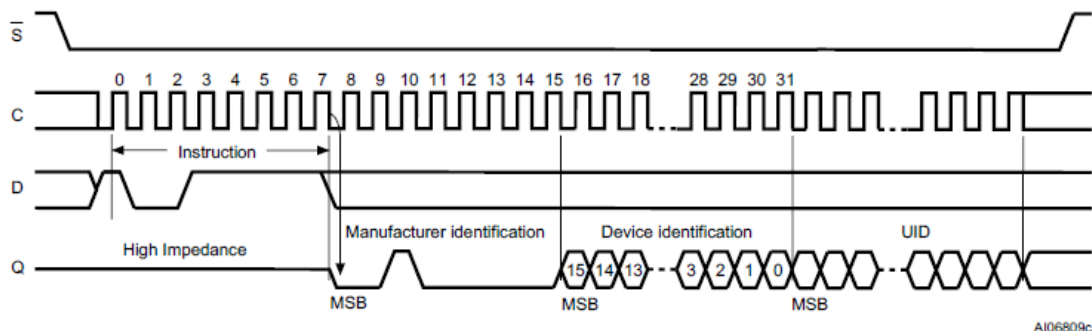 S
0 1 2 3 4 5 6 7 8 9 10 11 12 13 14 15 16 17 18 28 29 30 31
C
Instruction
D
Manufacturer identification Device identification UID
High Impedance
Q 15 14 13 3 2 1 0
MSB MSB MSB
AI06809c